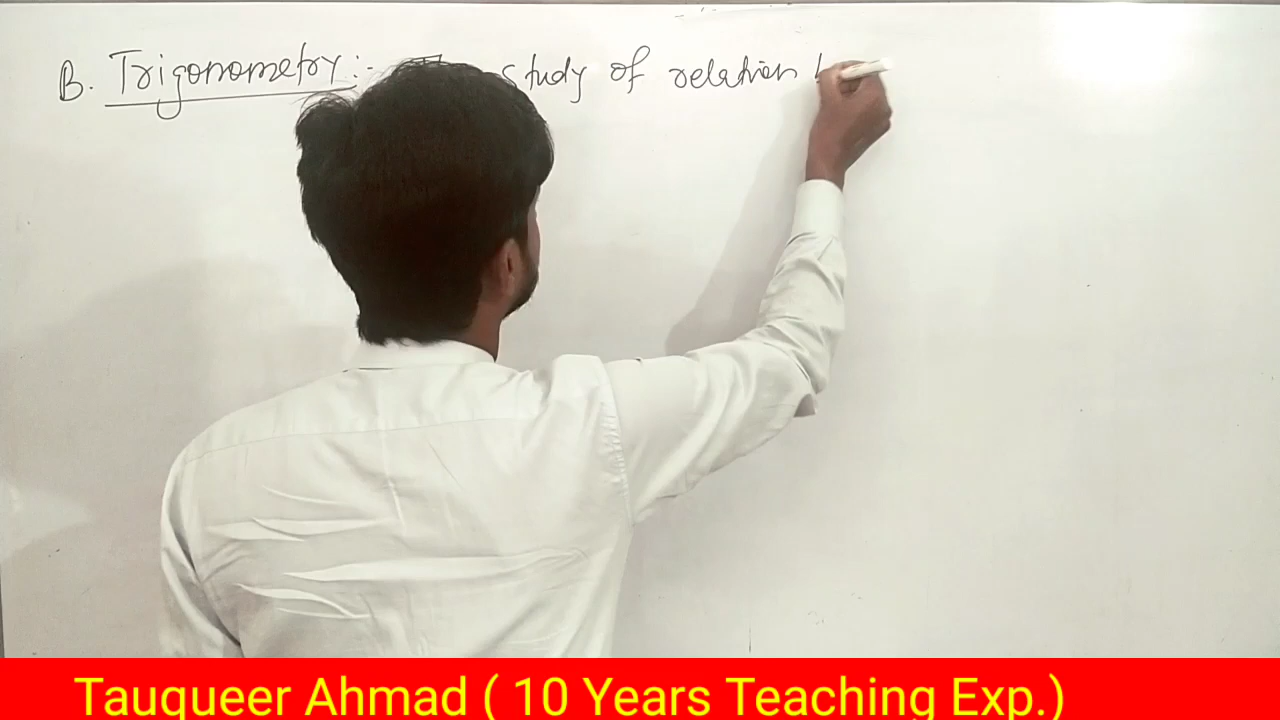 B. Trigonometry:- study of relation
Tauqueer Ahmad ( 10 Years Teaching Exp.)